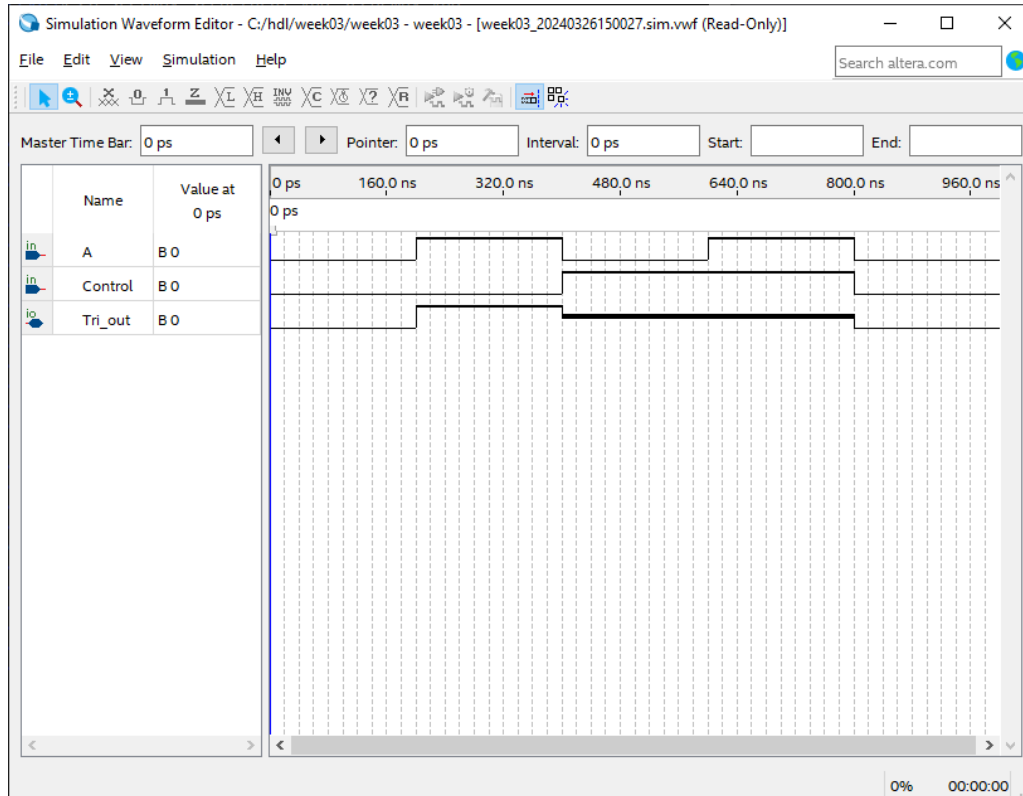 Simulation Waveform Editor - C:/hdl/week03/week03 - week03 - [week03_20240326150027.sim.vwf (Read-Only)]
File Edit View Simulation Help
Search altera.com
Master Time Bar: 0 ps Pointer: 0 ps Interval: 0 ps Start: End:
Name Value at 0 ps
0 ps 160.0 ns 320.0 ns 480.0 ns 640.0 ns 800.0 ns 960.0 ns
0 ps
in A B 0
in Control B 0
io Tri_out B 0
0% 00:00:00